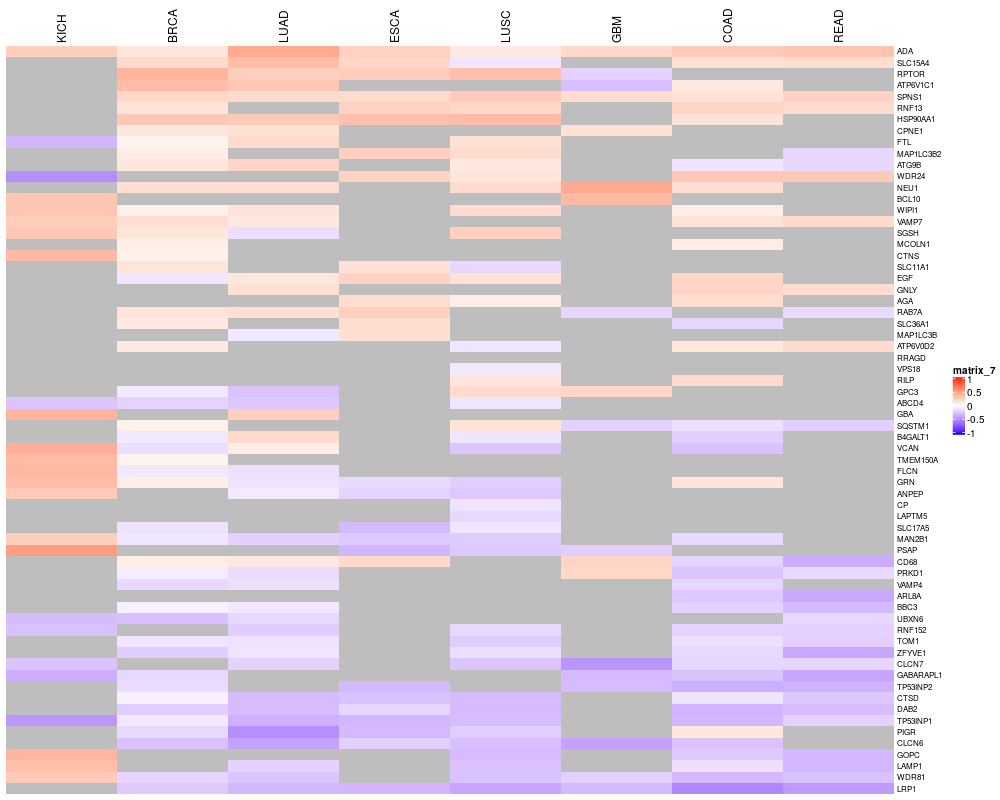 KICH
BRCA
LUAD
ESCA
LUSC
GBM
COAD
READ
ADA
SLC15A4
RPTOR
ATP6V1C1
SPNS1
RNF13
HSP90AA1
CPNE1
FTL
MAP1LC3B2
ATG9B
WDR24
NEU1
BCL10
WIPI1
VAMP7
SGSH
MCOLN1
CTNS
SLC11A1
EGF
GNLY
AGA
RAB7A
SLC36A1
MAP1LC3B
ATP6V0D2
RRAGD
VPS18
RILP
GPC3
ABCD4
GBA
SQSTM1
B4GALT1
VCAN
TMEM150A
FLCN
GRN
ANPEP
CP
LAPTM5
SLC17A5
MAN2B1
PSAP
CD68
PRKD1
VAMP4
ARL8A
BBC3
UBXN6
RNF152
TOM1
ZFYVE1
CLCN7
GABARAPL1
TP53INP2
CTSD
DAB2
TP53INP1
PIGR
CLCN6
GOPC
LAMP1
WDR81
LRP1
matrix_7
1
0.5
0
-0.5
-1